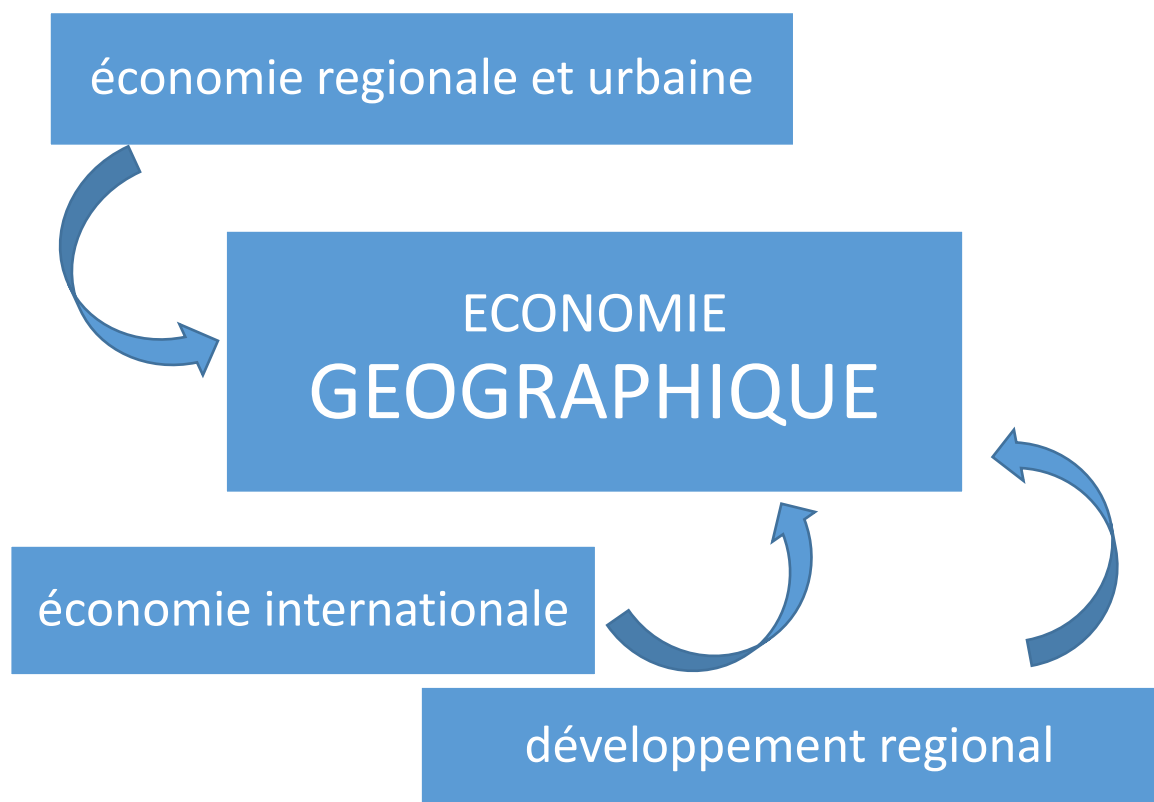 économie regionale et urbaine
ECONOMIE
GEOGRAPHIQUE
économie internationale
développement regional